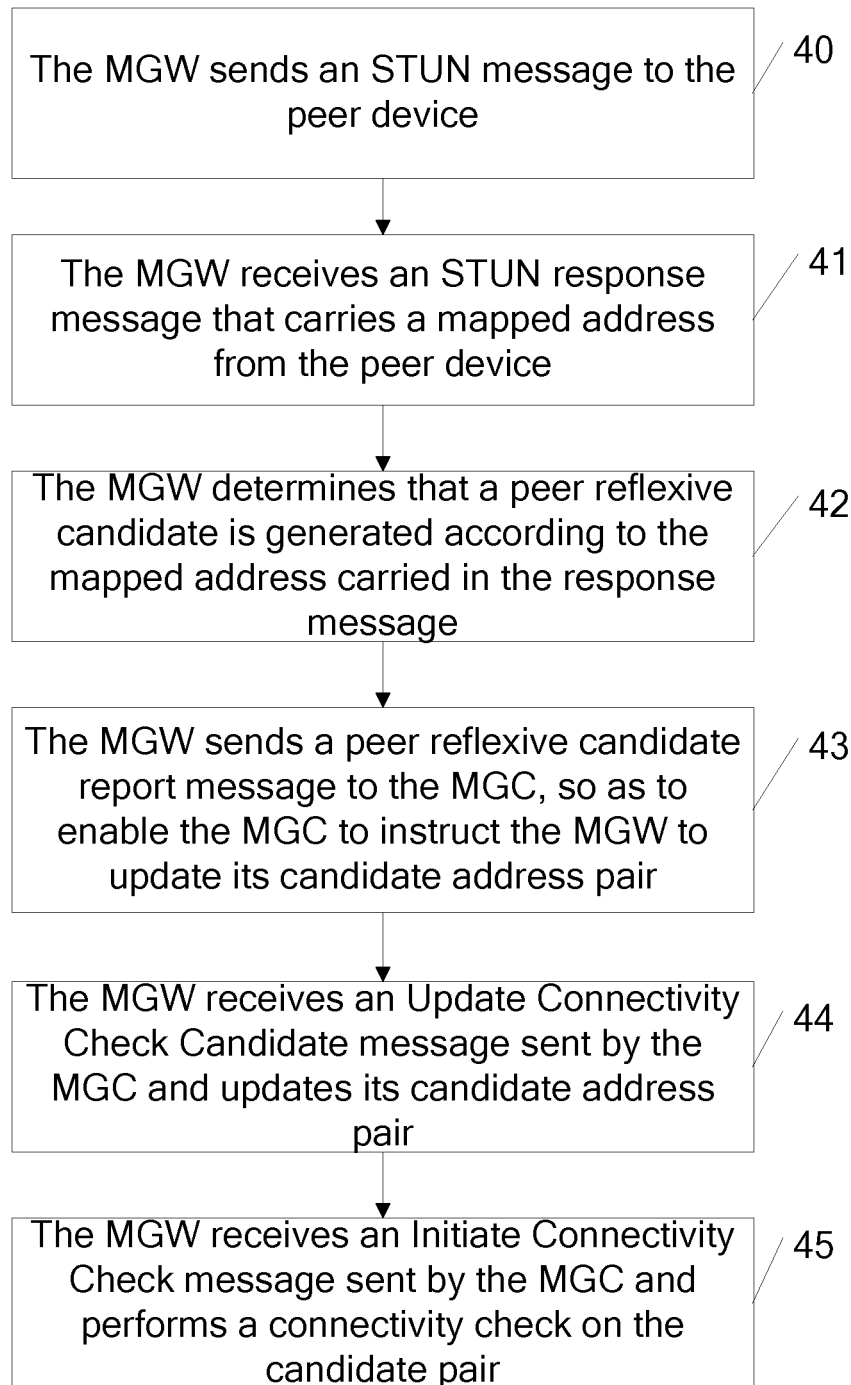 The MGW sends an STUN message to the
peer device
40
The MGW receives an STUN response
message that carries a mapped address
from the peer device
41
The MGW determines that a peer reflexive
candidate is generated according to the
mapped address carried in the response
message
42
The MGW sends a peer reflexive candidate
report message to the MGC, so as to
enable the MGC to instruct the MGW to
update its candidate address pair
43
The MGW receives an Update Connectivity
Check Candidate message sent by the
MGC and updates its candidate address
pair
44
The MGW receives an Initiate Connectivity
Check message sent by the MGC and
performs a connectivity check on the
candidate pair
45